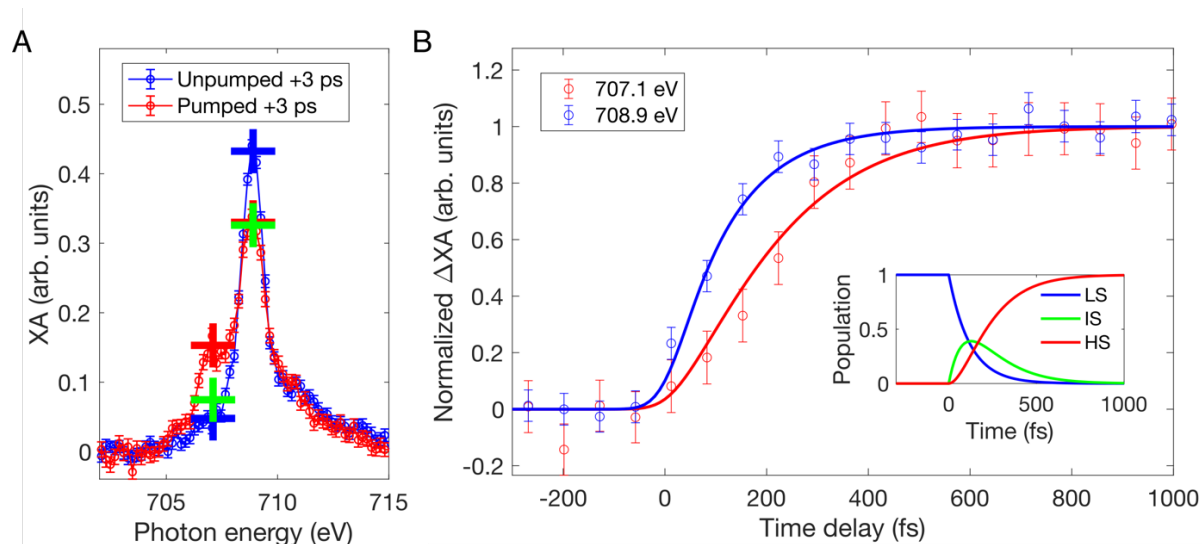 A
Unpumped +3 ps
Pumped +3 ps
XA (arb. units)
0.5
0.4
0.3
0.2
0.1
0
705
710
715
Photon energy (eV)
B
707.1 eV
708.9 eV
Normalized ΔXA (arb. units)
1.2
1
0.8
0.6
0.4
0.2
0
-0.2
-200
0
200
400
600
800
1000
Time delay (fs)
Population
1
0.5
0
LS
IS
HS
0
500
1000
Time (fs)